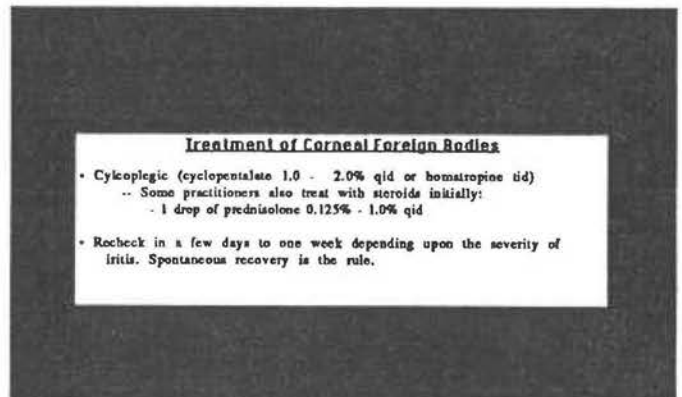 Treatment of Corneal Foreign Bodies
• Cylcoplegic (cyclopentalate 1.0 - 2.0% qid or homatropine tid)
-- Some practitioners also treat with steroids initially:
- 1 drop of prednisolone 0.125% - 1.0% qid
• Recheck in a few days to one week depending upon the severity of
iritis. Spontaneous recovery is the rule.